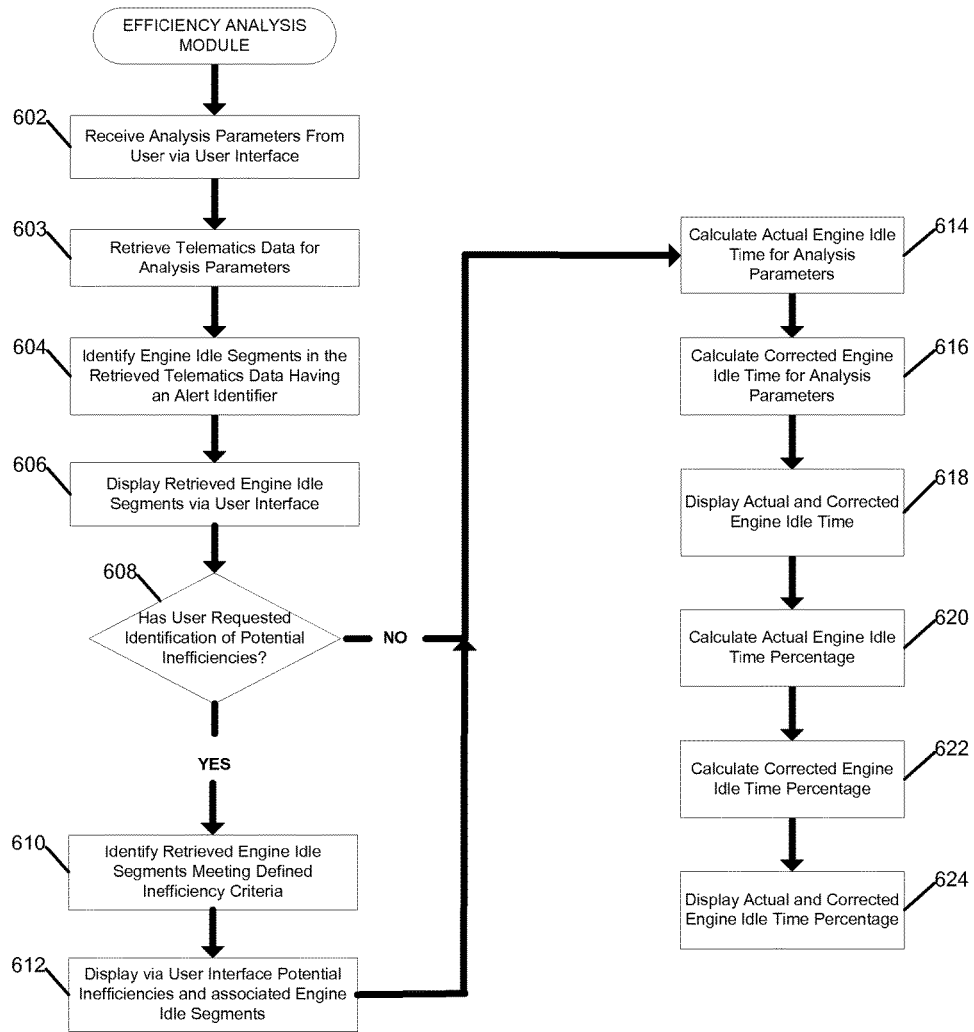 EFFICIENCY ANALYSIS
MODULE
602
Receive Analysis Parameters From
User via User Interface
603
Retrieve Telematics Data for
Analysis Parameters
604
Identify Engine Idle Segments in the
Retrieved Telematics Data Having
an Alert Identifier
606
Display Retrieved Engine Idle
Segments via User Interface
608
Has User Requested
Identification of Potential
Inefficiencies?
NO
YES
610
Identify Retrieved Engine Idle
Segments Meeting Defined
Inefficiency Criteria
612
Display via User Interface Potential
Inefficiencies and associated Engine
Idle Segments
614
Calculate Actual Engine Idle
Time for Analysis
Parameters
616
Calculate Corrected Engine
Idle Time for Analysis
Parameters
618
Display Actual and Corrected
Engine Idle Time
620
Calculate Actual Engine Idle
Time Percentage
622
Calculate Corrected Engine
Idle Time Percentage
624
Display Actual and Corrected
Engine Idle Time Percentage